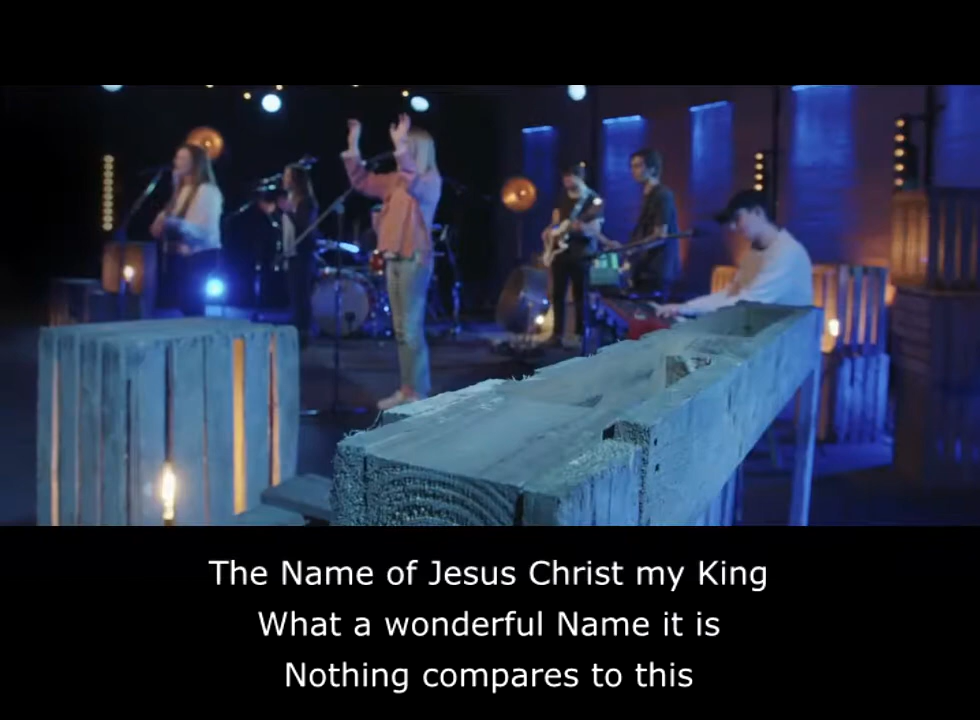 The Name of Jesus Christ my King
What a wonderful Name it is
Nothing compares to this